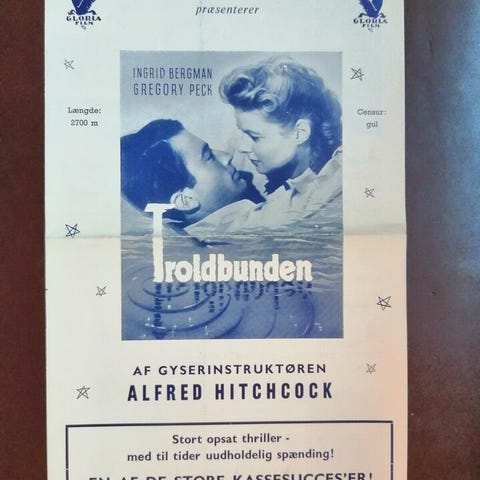 GLORIA
FILM
præsenterer
GLORIA
FILM
INGRID BERGMAN
GREGORY PECK
Længde:
2700 m
Censur:
gul
Troldbunden
AF GYSERINSTRUKTØREN
ALFRED HITCHCOCK
Stort opsat thriller -
med til tider uudholdelig spænding!
EN AF DE STORE KASSESUCCES'ER!